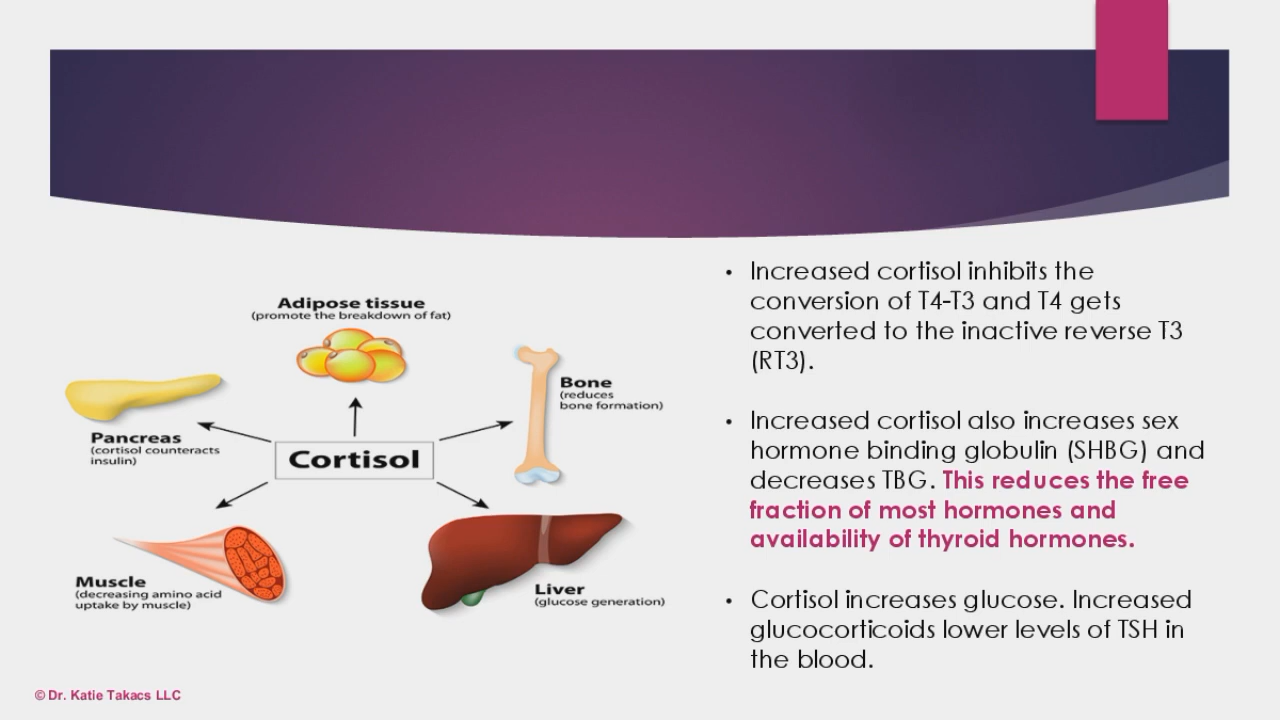 Adipose tissue
(promote the breakdown of fat)
Bone
(reduces
bone formation)
Pancreas
(cortisol counteracts
insulin)
Cortisol
Muscle
(decreasing amino acid
uptake by muscle)
Liver
(glucose generation)
• Increased cortisol inhibits the
conversion of T4-T3 and T4 gets
converted to the inactive reverse T3
(RT3).
• Increased cortisol also increases sex
hormone binding globulin (SHBG) and
decreases TBG. This reduces the free
fraction of most hormones and
availability of thyroid hormones.
• Cortisol increases glucose. Increased
glucocorticoids lower levels of TSH in
the blood.
© Dr. Katie Takacs LLC